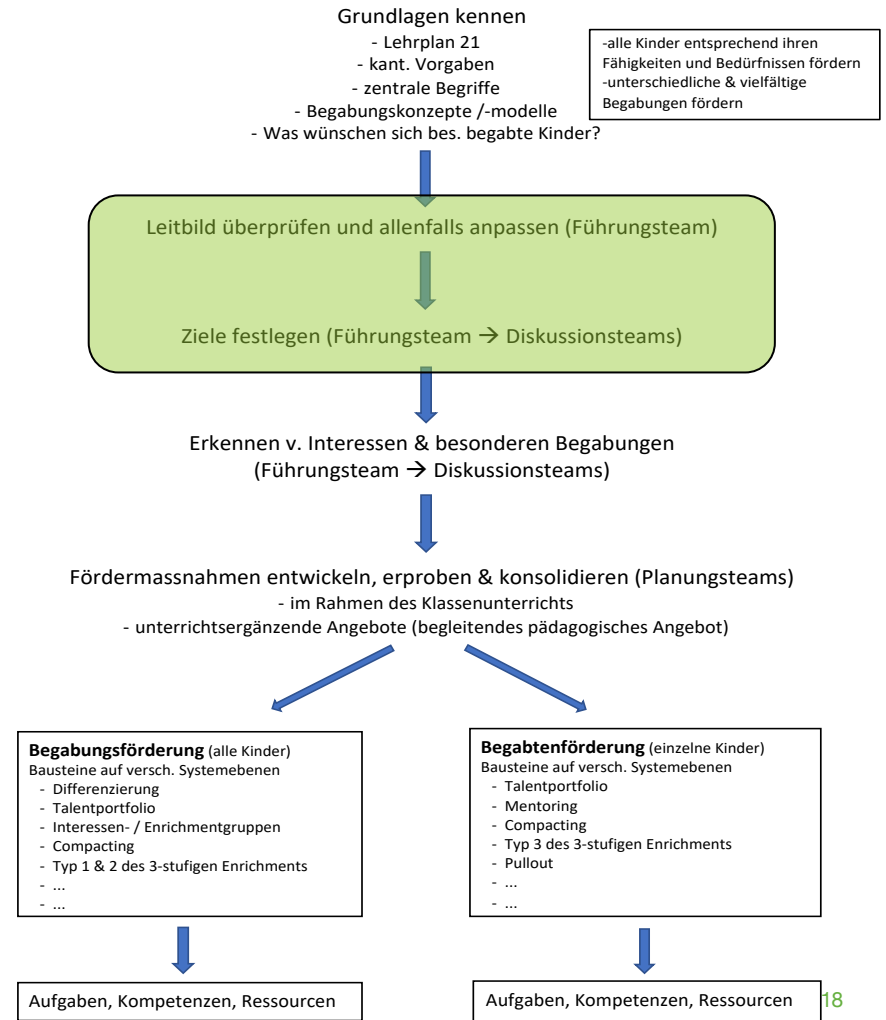 Grundlagen kennen
- Lehrplan 21
- kant. Vorgaben
- zentrale Begriffe
- Begabungskonzepte /-modelle
- Was wünschen sich bes. begabte Kinder?
-alle Kinder entsprechend ihren
Fähigkeiten und Bedürfnissen fördern
-unterschiedliche & vielfältige
Begabungen fördern
Leitbild überprüfen und allenfalls anpassen (Führungsteam)
Ziele festlegen (Führungsteam → Diskussionsteams)
Erkennen v. Interessen & besonderen Begabungen
(Führungsteam → Diskussionsteams)
Fördermassnahmen entwickeln, erproben & konsolidieren (Planungsteams)
- im Rahmen des Klassenunterrichts
- unterrichtsergänzende Angebote (begleitendes pädagogisches Angebot)
Begabungsförderung (alle Kinder)
Bausteine auf versch. Systemebenen
- Differenzierung
- Talentportfolio
- Interessen- / Enrichmentgruppen
- Compacting
- Typ 1 & 2 des 3-stufigen Enrichments
- ...
- ...
Begabtenförderung (einzelne Kinder)
Bausteine auf versch. Systemebenen
- Talentportfolio
- Mentoring
- Compacting
- Typ 3 des 3-stufigen Enrichments
- Pullout
- ...
- ...
Aufgaben, Kompetenzen, Ressourcen
Aufgaben, Kompetenzen, Ressourcen
18